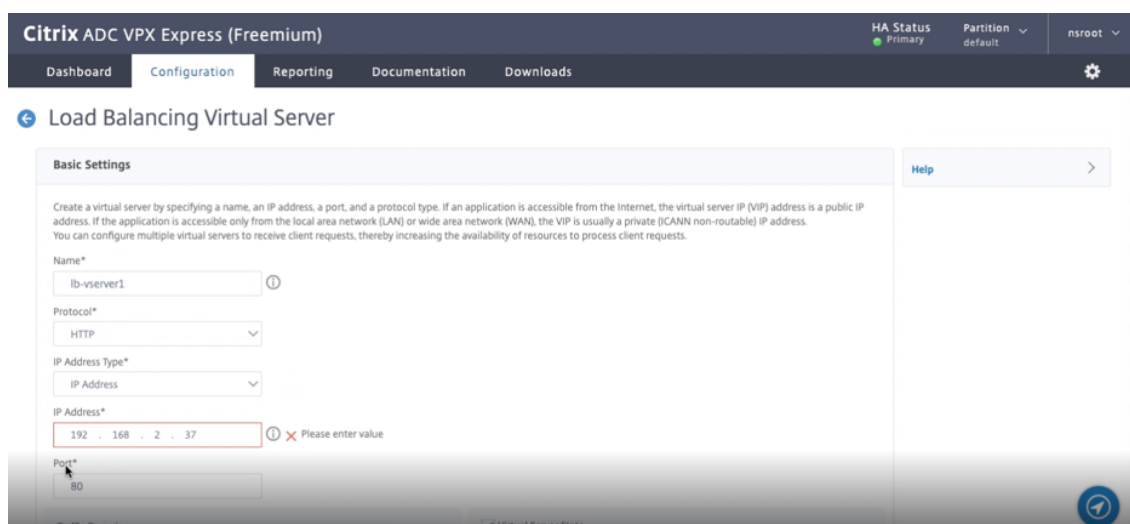 Citrix ADC VPX Express (Freemium)
HA Status
Primary
Partition
default
nsroot
Dashboard
Configuration
Reporting
Documentation
Downloads
Load Balancing Virtual Server
Basic Settings
Help
Create a virtual server by specifying a name, an IP address, a port, and a protocol type. If an application is accessible from the Internet, the virtual server IP (VIP) address is a public IP
address. If the application is accessible only from the local area network (LAN) or wide area network (WAN), the VIP is usually a private (ICANN non-routable) IP address.
You can configure multiple virtual servers to receive client requests, thereby increasing the availability of resources to process client requests.
Name*
lb-vserver1
Protocol*
HTTP
IP Address Type*
IP Address
IP Address*
192 . 168 . 2 . 37
Please enter value
Port*
80